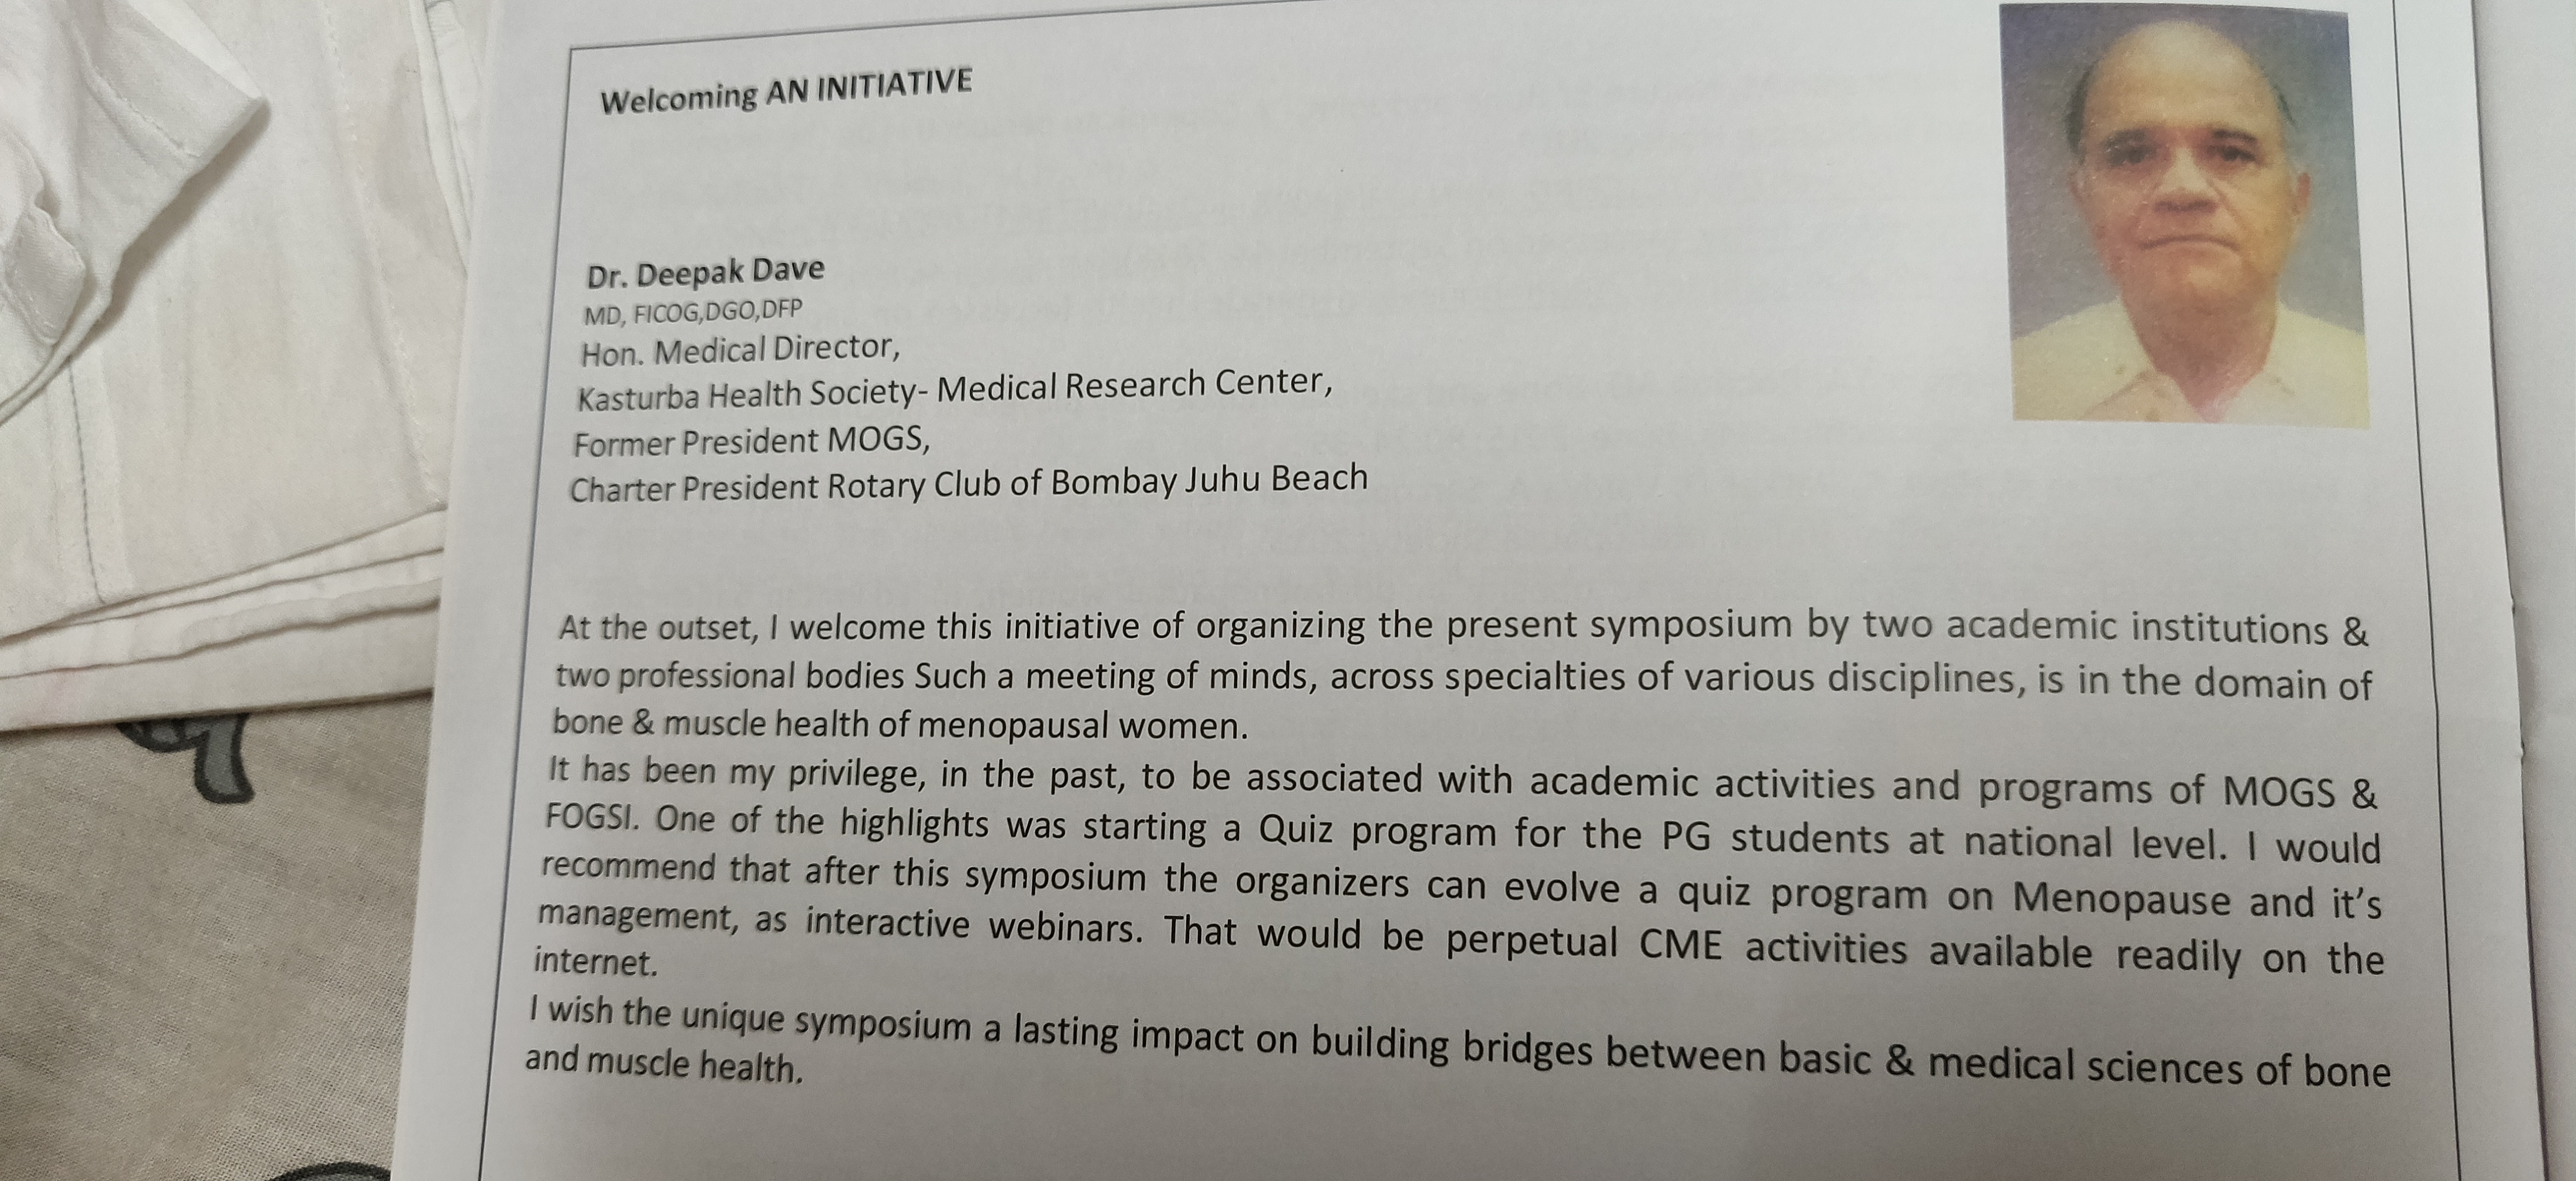 Welcoming AN INITIATIVE
Dr. Deepak Dave
MD, FICOG,DGO,DFP
Hon. Medical Director,
Kasturba Health Society- Medical Research Center,
Former President MOGS,
Charter President Rotary Club of Bombay Juhu Beach
At the outset, I welcome this initiative of organizing the present symposium by two academic institutions &
two professional bodies Such a meeting of minds, across specialties of various disciplines, is in the domain of
bone & muscle health of menopausal women.
It has been my privilege, in the past, to be associated with academic activities and programs of MOGS &
FOGSI. One of the highlights was starting a Quiz program for the PG students at national level. I would
recommend that after this symposium the organizers can evolve a quiz program on Menopause and it's
management, as interactive webinars. That would be perpetual CME activities available readily on the
internet.
I wish the unique symposium a lasting impact on building bridges between basic & medical sciences of bone
and muscle health.